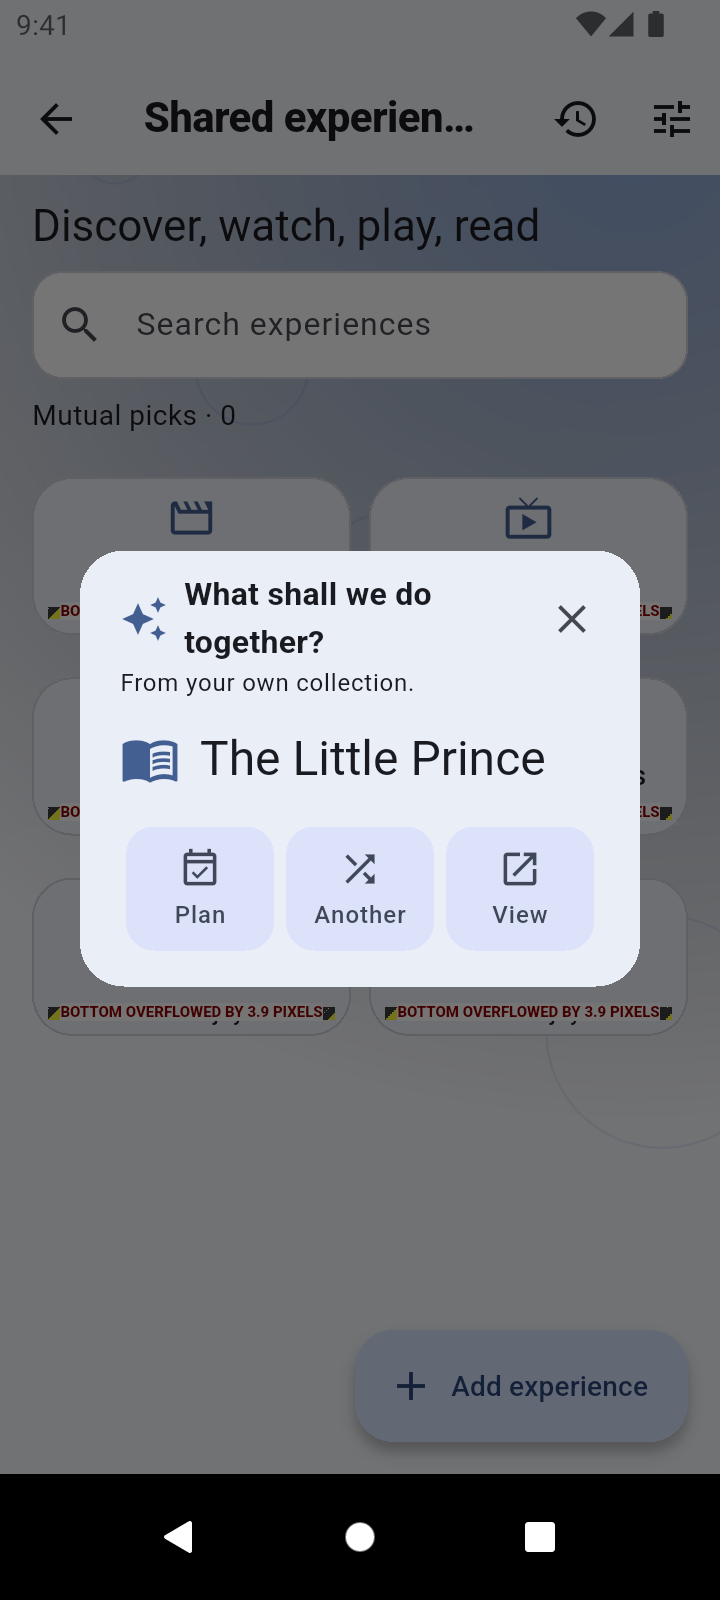 9:41
Shared experien...
Discover, watch, play, read
Search experiences
Mutual picks · 0
What shall we do
together?
From your own collection.
The Little Prince
Plan
Another
View
BOTTOM OVERFLOWED BY 3.9 PIXELS
BOTTOM OVERFLOWED BY 3.9 PIXELS
Add experience